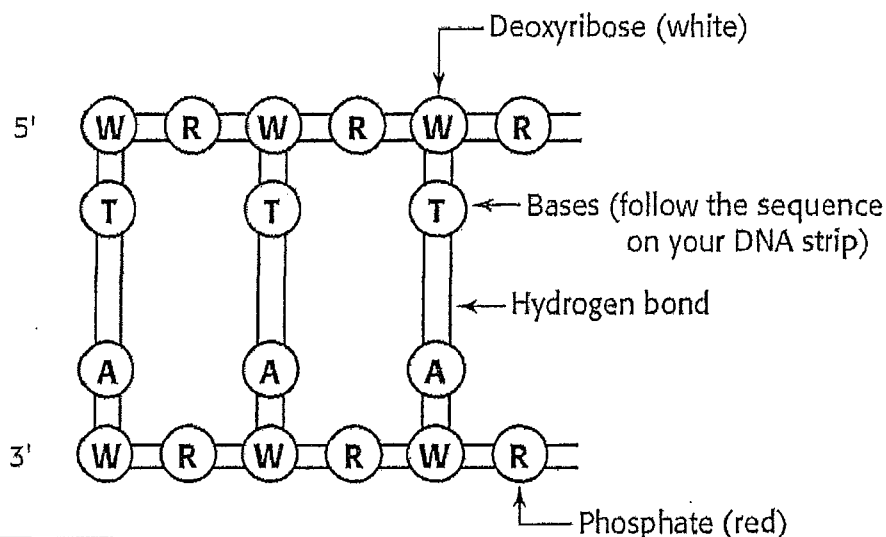 Deoxyribose (white)
5' W R W R W R
T T T
Bases (follow the sequence
on your DNA strip)
Hydrogen bond
A A A
3' W R W R W R
Phosphate (red)